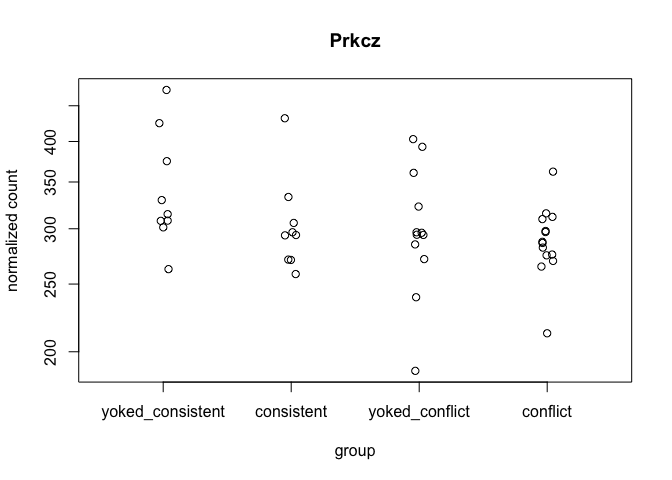 Prkcz
normalized count
400
350
300
250
200
yoked_consistent consistent yoked_conflict conflict
group